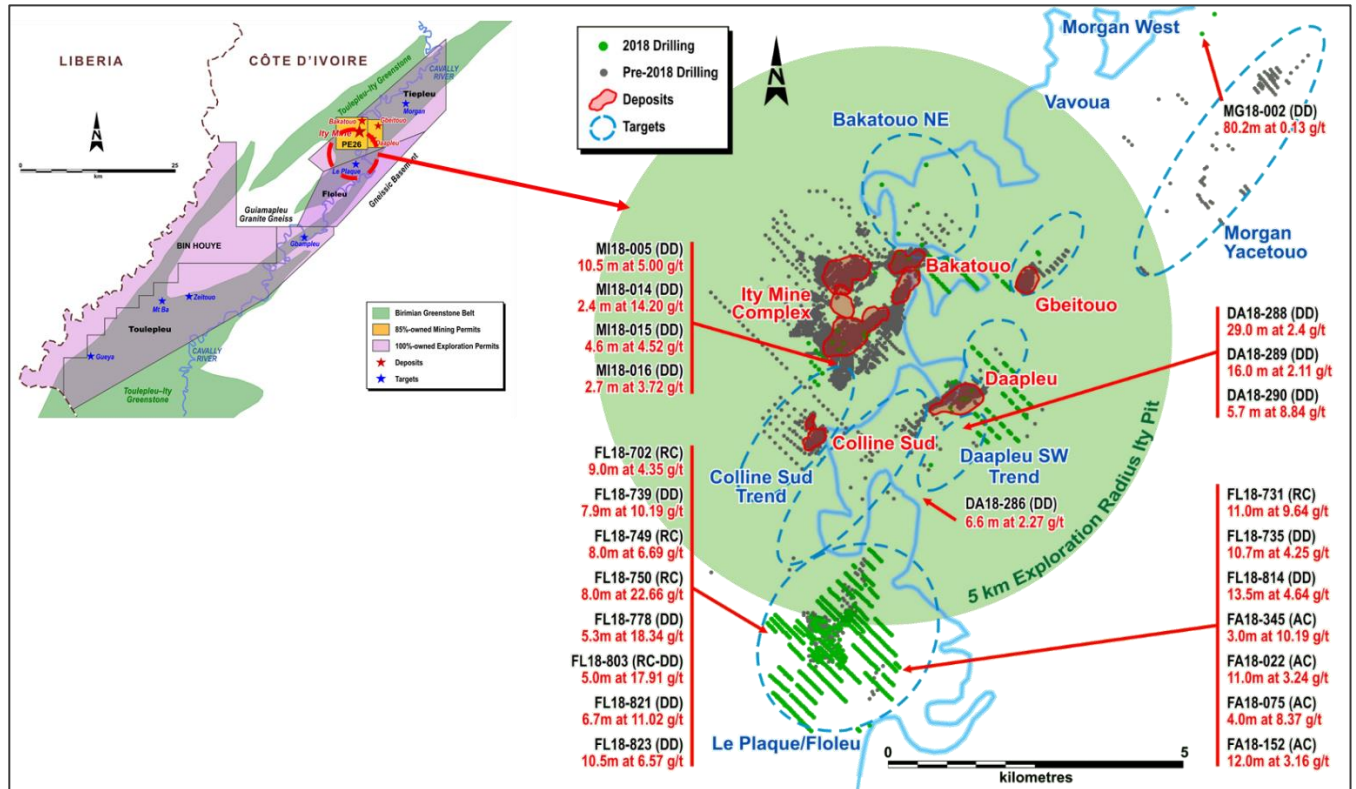 LIBERIA
CÔTE D'IVOIRE
Toulepleu-Ity Greenstone
CAVALLY
RIVER
Tiepleu
Morgan
Bakatouo
Gbeitouo
Ity Mine
Daapleu
PE26
Le Plaque
Floleu
Gneissic Basement
Guiamapleu
Granite Gneiss
Gbampleu
BIN HOUYE
Zeitouo
Mt Ba
Toulepleu
Gueya
CAVALLY
RIVER
Toulepleu-Ity
Greenstone
N
0
25
km
Birimian Greenstone Belt
85%-owned Mining Permits
100%-owned Exploration Permits
Deposits
Targets
2018 Drilling
Pre-2018 Drilling
Deposits
Targets
N
Morgan West
Vavoua
MG18-002 (DD)
80.2m at 0.13 g/t
Bakatouo NE
Morgan
Yacetouo
MI18-005 (DD)
10.5 m at 5.00 g/t
MI18-014 (DD)
2.4 m at 14.20 g/t
MI18-015 (DD)
4.6 m at 4.52 g/t
MI18-016 (DD)
2.7 m at 3.72 g/t
Ity Mine
Complex
Bakatouo
Gbeitouo
DA18-288 (DD)
29.0 m at 2.4 g/t
DA18-289 (DD)
16.0 m at 2.11 g/t
DA18-290 (DD)
5.7 m at 8.84 g/t
Daapleu
Colline Sud
Colline Sud
Trend
Daapleu SW
Trend
DA18-286 (DD)
6.6 m at 2.27 g/t
5 km Exploration Radius Ity Pit
FL18-702 (RC)
9.0m at 4.35 g/t
FL18-739 (DD)
7.9m at 10.19 g/t
FL18-749 (RC)
8.0m at 6.69 g/t
FL18-750 (RC)
8.0m at 22.66 g/t
FL18-778 (DD)
5.3m at 18.34 g/t
FL18-803 (RC-DD)
5.0m at 17.91 g/t
FL18-821 (DD)
6.7m at 11.02 g/t
FL18-823 (DD)
10.5m at 6.57 g/t
FL18-731 (RC)
11.0m at 9.64 g/t
FL18-735 (DD)
10.7m at 4.25 g/t
FL18-814 (DD)
13.5m at 4.64 g/t
FA18-345 (AC)
3.0m at 10.19 g/t
FA18-022 (AC)
11.0m at 3.24 g/t
FA18-075 (AC)
4.0m at 8.37 g/t
FA18-152 (AC)
12.0m at 3.16 g/t
Le Plaque/Floleu
0
5
kilometres